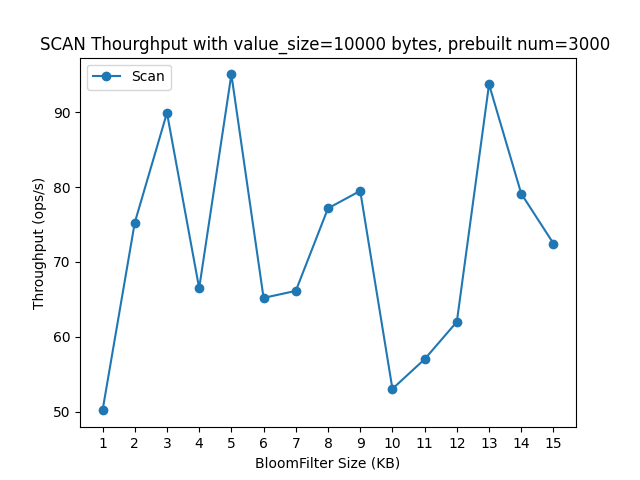 SCAN Thourghput with value_size=10000 bytes, prebuilt num=3000
Scan
Throughput (ops/s)
90
80
70
60
50
1 2 3 4 5 6 7 8 9 10 11 12 13 14 15
BloomFilter Size (KB)